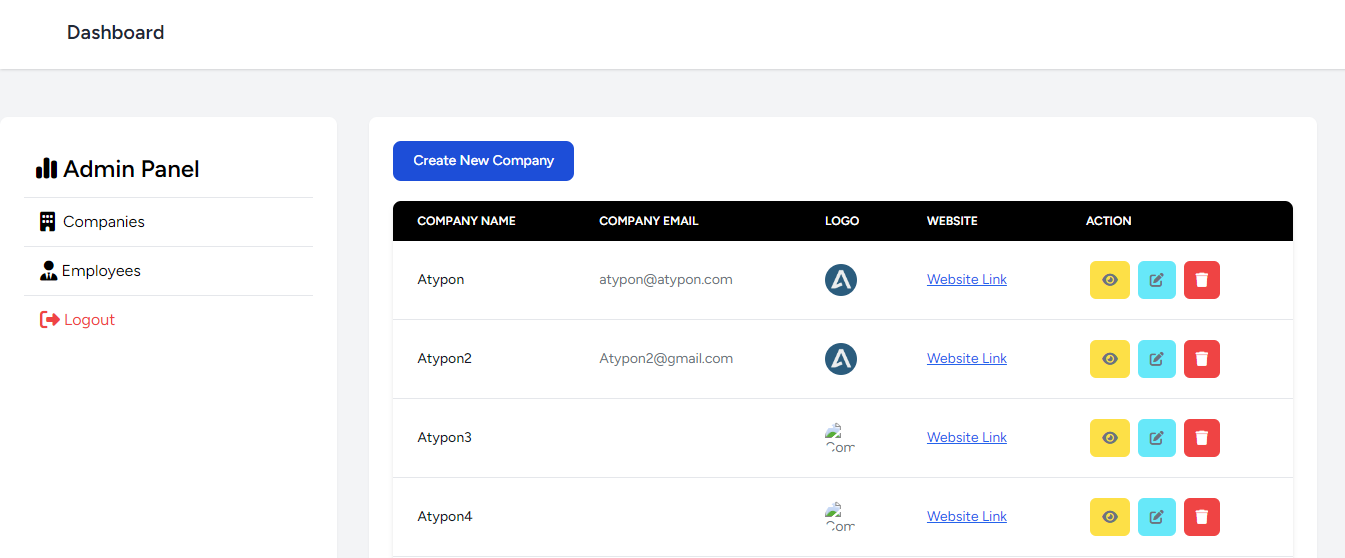 Dashboard
Admin Panel
Companies
Employees
Logout
Create New Company
COMPANY NAME COMPANY EMAIL LOGO WEBSITE ACTION
Atypon atypon@atypon.com Website Link
Atypon2 Atypon2@gmail.com Website Link
Atypon3 Com Website Link
Atypon4 Com Website Link